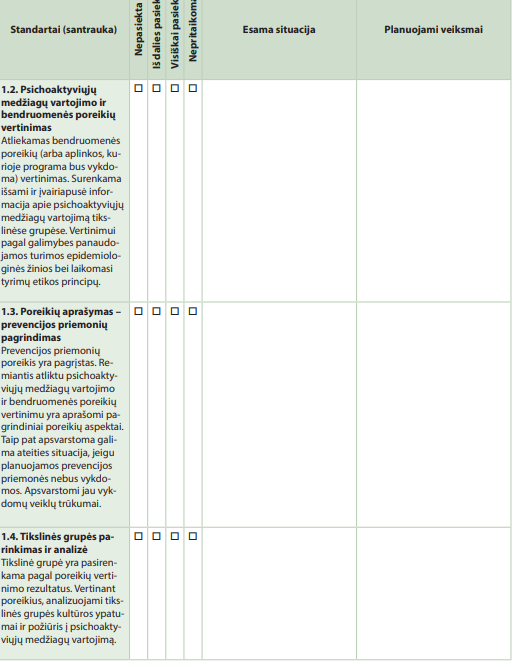 Standartai (santrauka)
Nepasiekta
Iš dalies pasiek
Visiškai pasiek
Nepritaikoma
Esama situacija
Planuojami veiksmai
1.2. Psichoaktyviųjų
medžiagų vartojimo ir
bendruomenės poreikių
vertinimas
Atliekamas bendruomenės
poreikių (arba aplinkos, ku-
rioje programa bus vykdo-
ma) vertinimas. Surenkama
išsami ir įvairiapusė infor-
macija apie psichoaktyviųjų
medžiagų vartojimą tiks-
linėse grupėse. Vertinimui
pagal galimybes panaudo-
jamos turimos epidemiolo-
ginės žinios bei laikomasi
tyrimų etikos principų.
1.3. Poreikių aprašymas –
prevencijos priemonių
pagrindimas
Prevencijos priemonių
poreikis yra pagrįstas. Re-
miantis atliktu psichoakty-
viųjų medžiagų vartojimo
ir bendruomenės poreikių
vertinimu yra aprašomi pa-
grindiniai poreikių aspektai.
Taip pat apsvarstoma gali-
ma ateities situacija, jeigu
planuojamos prevencijos
priemonės nebus vykdo-
mos. Apsvarstomi jau vyk-
domų veiklų trūkumai.
1.4. Tikslinės grupės pa-
rinkimas ir analizė
Tikslinė grupė yra pasiren-
kama pagal poreikių verti-
nimo rezultatus. Vertinant
poreikius, analizuojami tiks-
linės grupės kultūros ypatu-
mai ir požiūris į psichoakty-
viųjų medžiagų vartojimą.